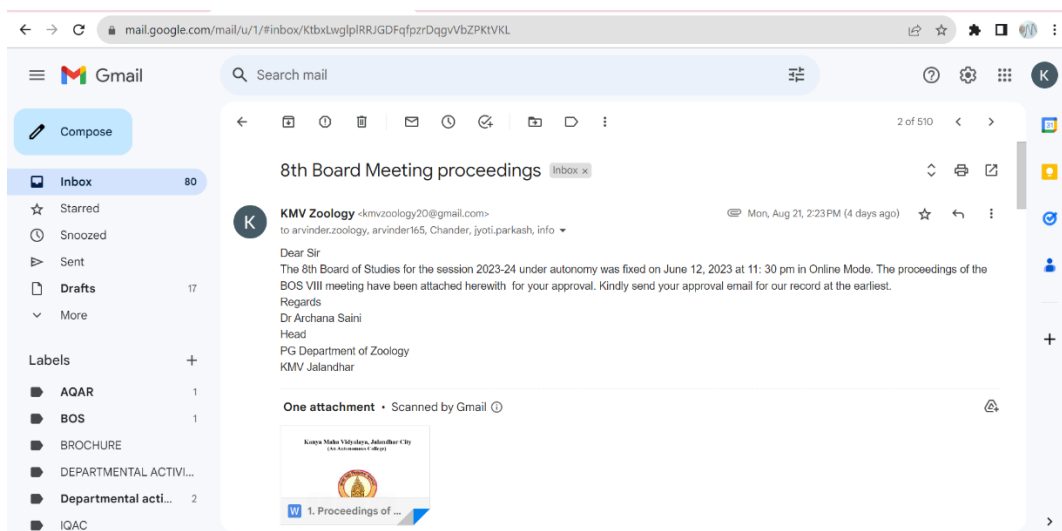 mail.google.com/mail/u/1/#inbox/KtbxLwglplRRJGDFqfpzrDqgvVbZPKtVKL
Gmail
Search mail
K
Compose
2 of 510
31
8th Board Meeting proceedings Inbox x
Inbox 80
Starred
K
KMV Zoology <kmvzoology20@gmail.com>
Mon, Aug 21, 2:23 PM (4 days ago)
to arvinder.zoology, arvinder165, Chander, jyoti.parkash, info
Snoozed
Dear Sir
Sent
The 8th Board of Studies for the session 2023-24 under autonomy was fixed on June 12, 2023 at 11: 30 pm in Online Mode. The proceedings of the
BOS VIII meeting have been attached herewith for your approval. Kindly send your approval email for our record at the earliest.
Drafts 17
Regards
More
Dr Archana Saini
Head
PG Department of Zoology
KMV Jalandhar
Labels +
AQAR 1
One attachment • Scanned by Gmail
BOS 1
Kanya Maha Vidyalaya, Jalandhar City
(An Autonomous College)
BROCHURE
DEPARTMENTAL ACTIVI...
Departmental acti... 2
W 1. Proceedings of ...
IQAC